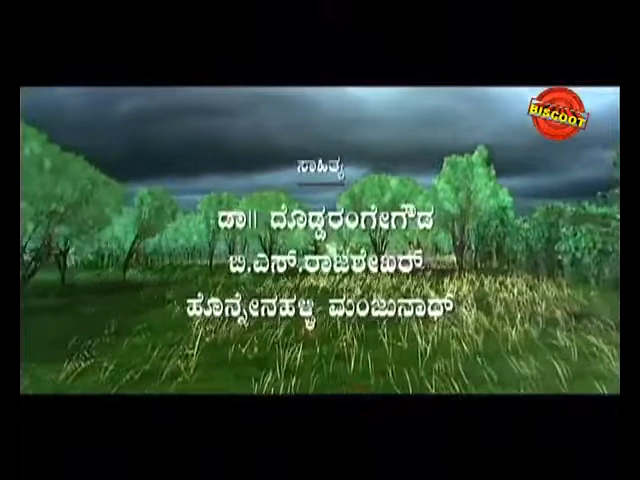 BISCOOT
ಸಾಹಿತ್ಯ
ಡಾ॥ ದೊಡ್ಡರಂಗೇಗೌಡ
ಬಿ.ಎಸ್.ರಾಜಶೇಖರ್
ಹೊನ್ನೇನಹಳ್ಳಿ ಮಂಜುನಾಥ್